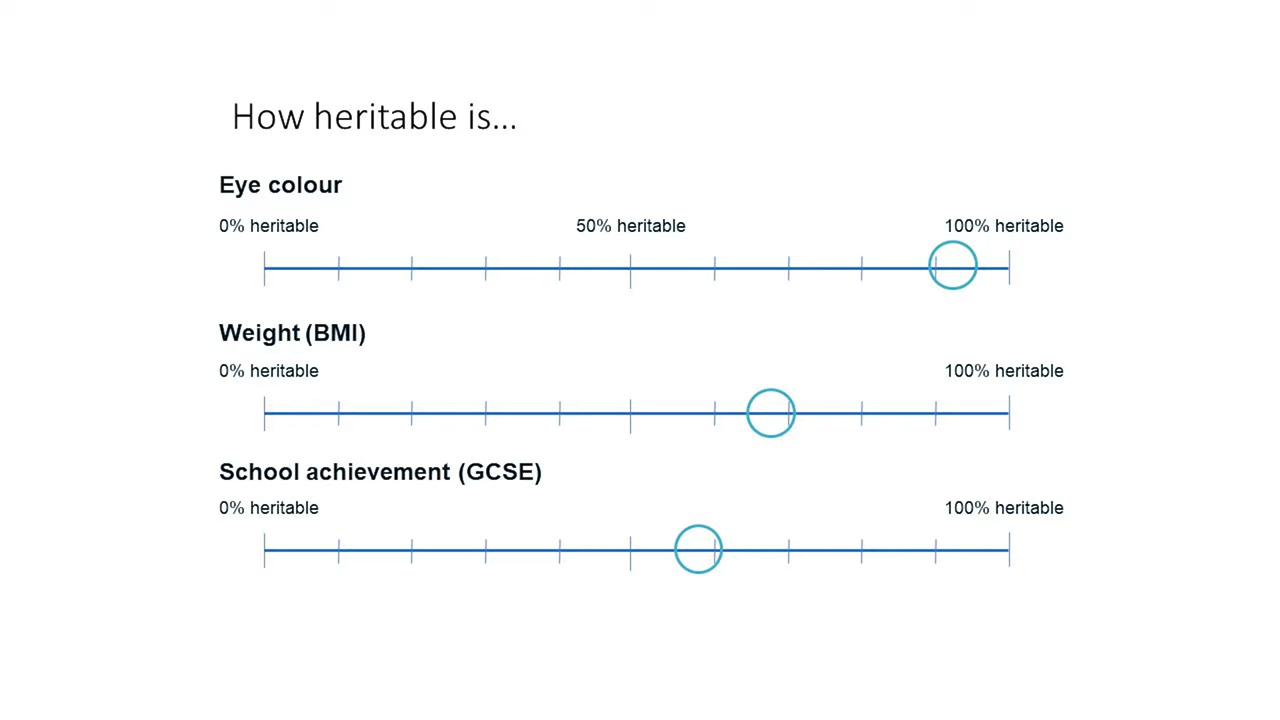 How heritable is...
Eye colour
0% heritable 50% heritable 100% heritable
Weight (BMI)
0% heritable 100% heritable
School achievement (GCSE)
0% heritable 100% heritable